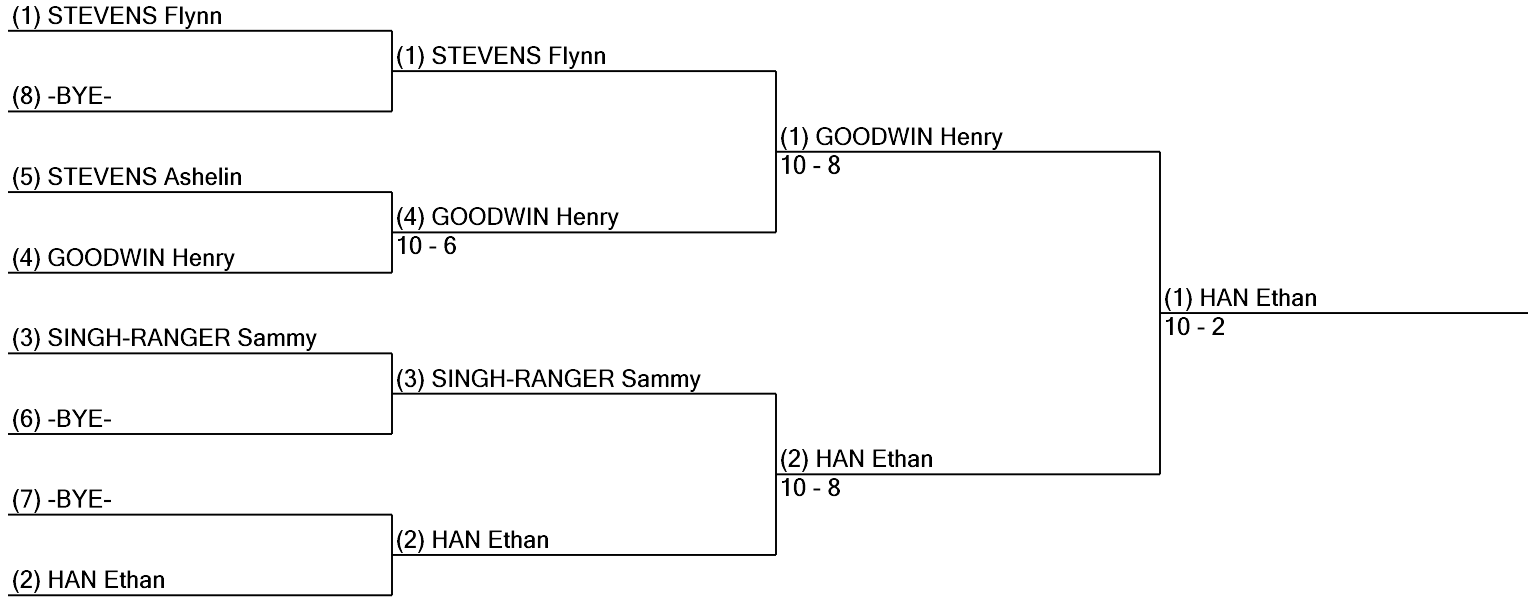 (1) STEVENS Flynn
(8) -BYE-
(5) STEVENS Ashelin
(4) GOODWIN Henry
(3) SINGH-RANGER Sammy
(6) -BYE-
(7) -BYE-
(2) HAN Ethan
(1) STEVENS Flynn
(4) GOODWIN Henry
10 - 6
(3) SINGH-RANGER Sammy
(2) HAN Ethan
(1) GOODWIN Henry
10 - 8
(2) HAN Ethan
10 - 8
(1) HAN Ethan
10 - 2